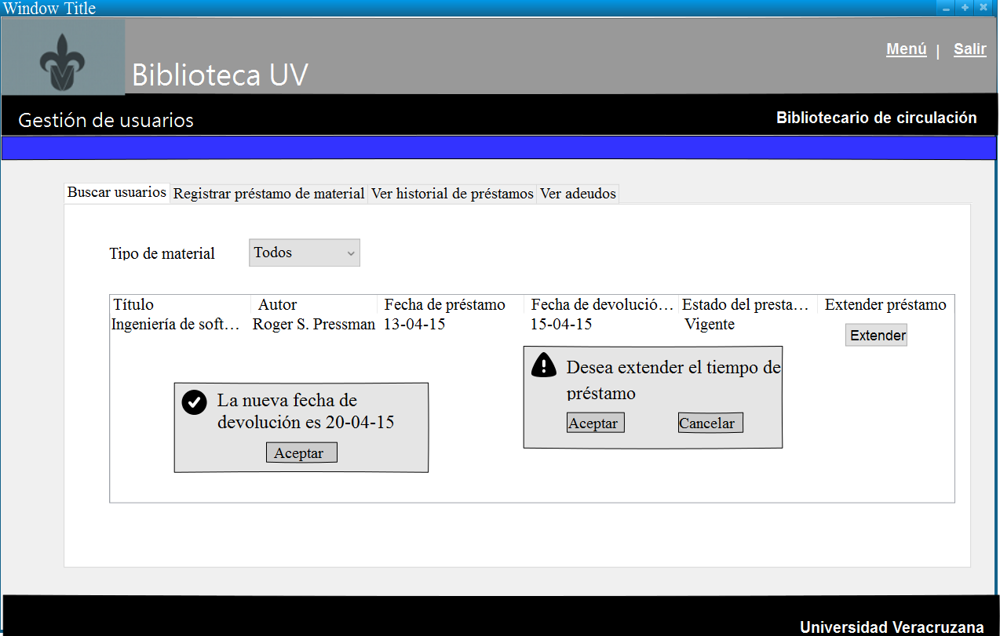 Window Title
Menú | Salir
Biblioteca UV
Gestión de usuarios
Bibliotecario de circulación
Buscar usuarios Registrar préstamo de material Ver historial de préstamos Ver adeudos
Tipo de material Todos
Título Autor Fecha de préstamo Fecha de devolució... Estado del presta... Extender préstamo
Ingeniería de soft... Roger S. Pressman 13-04-15 15-04-15 Vigente
Extender
Desea extender el tiempo de
préstamo
Aceptar Cancelar
La nueva fecha de
devolución es 20-04-15
Aceptar
Universidad Veracruzana